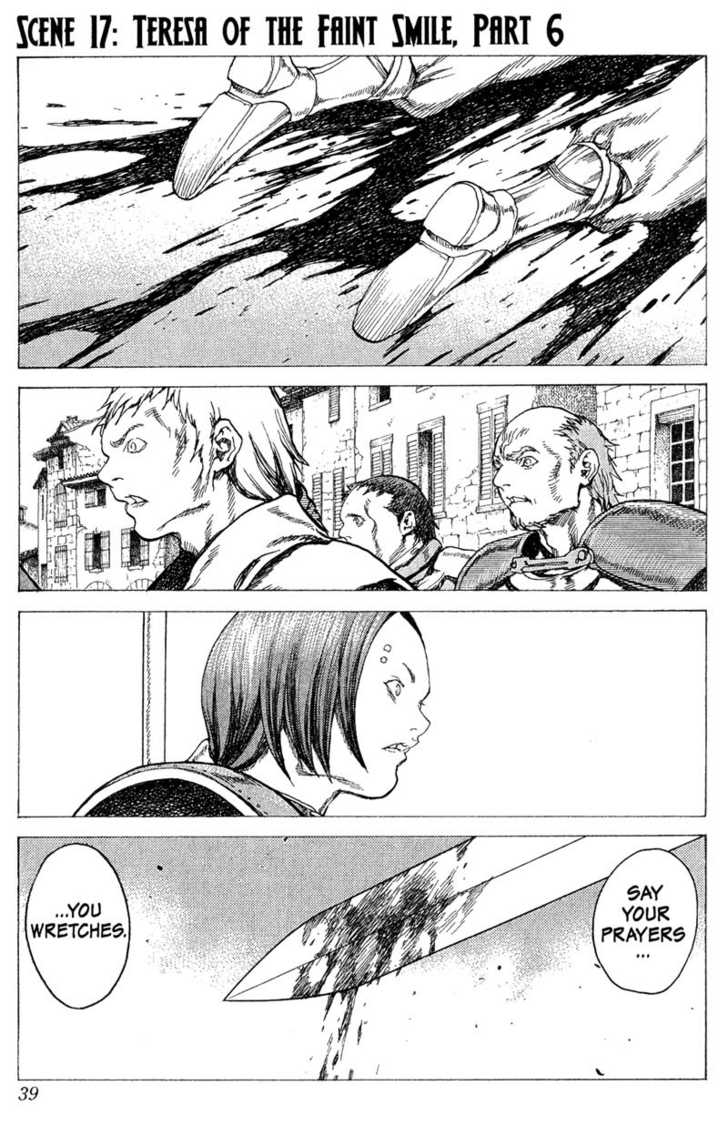 SCENE 17: TERESA OF THE FAINT SMILE, PART 6
SAY
YOUR
PRAYERS
...
...YOU
WRETCHES.
39